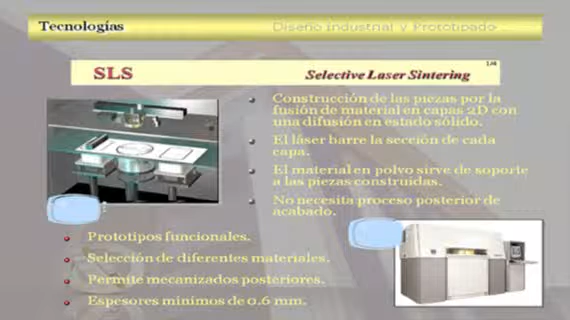 Tecnologías
Diseño Industrial y Prototipado
1/4
SLS
Selective Laser Sintering
Construcción de las piezas por la
fusión de material en capas 2D con
una difusión en estado sólido.
El láser barre la sección de cada
capa.
El material en polvo sirve de soporte
a las piezas construidas.
No necesita proceso posterior de
acabado.
Prototipos funcionales.
Selección de diferentes materiales.
Permite mecanizados posteriores.
Espesores mínimos de 0.6 mm.